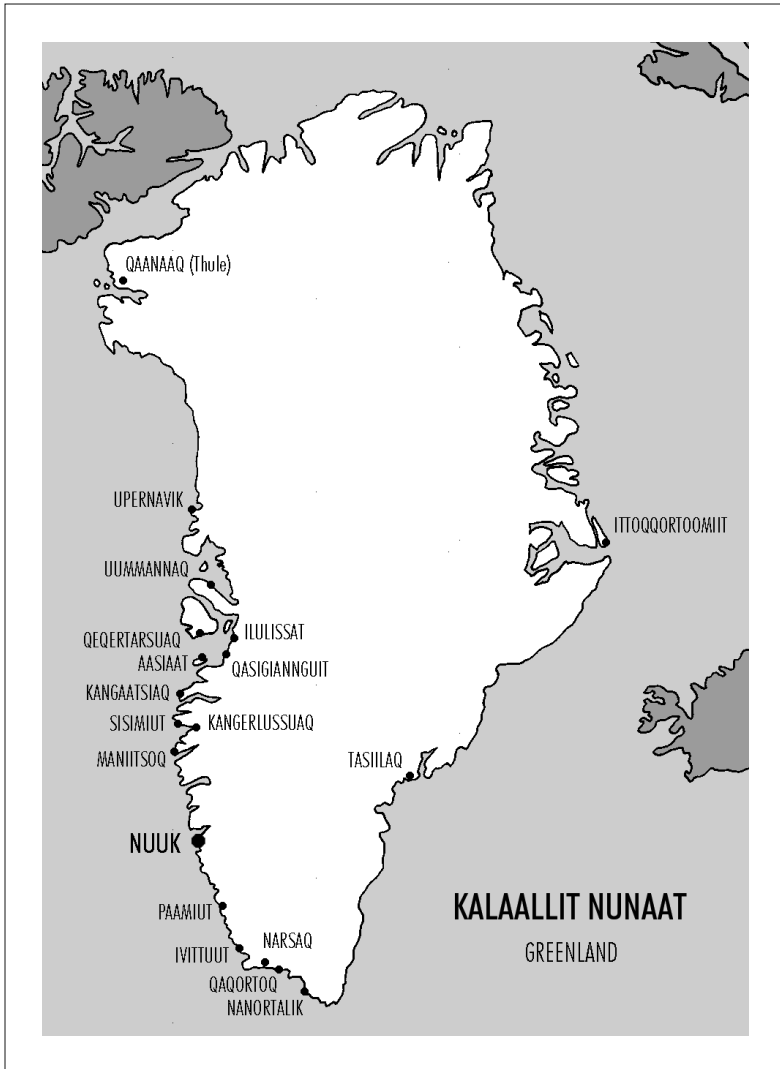 QAANAAQ (Thule)
UPERNAVIK
ITTOQQORTOOMIIT
UUMMANNAQ
QEQERTARSUAQ
ILULISSAT
AASIAAT
QASIGIANNGUIT
KANGAATSIAQ
SISIMIUT
KANGERLUSSUAQ
MANIITSOQ
TASIILAQ
NUUK
PAAMIUT
KALAALLIT NUNAAT
GREENLAND
IVITTUUT
NARSAQ
QAQORTOQ
NANORTALIK